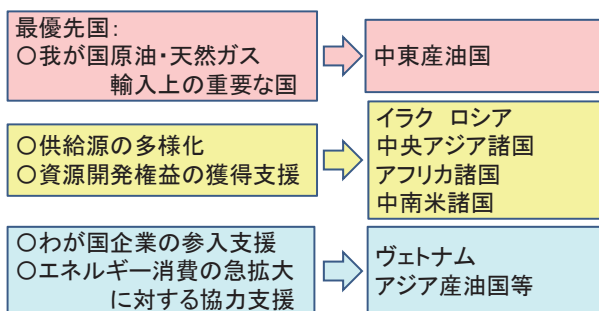 最優先国:
○我が国原油・天然ガス
輸入上の重要な国
中東産油国
○供給源の多様化
○資源開発権益の獲得支援
イラク ロシア
中央アジア諸国
アフリカ諸国
中南米諸国
○わが国企業の参入支援
○エネルギー消費の急拡大
に対する協力支援
ヴェトナム
アジア産油国等